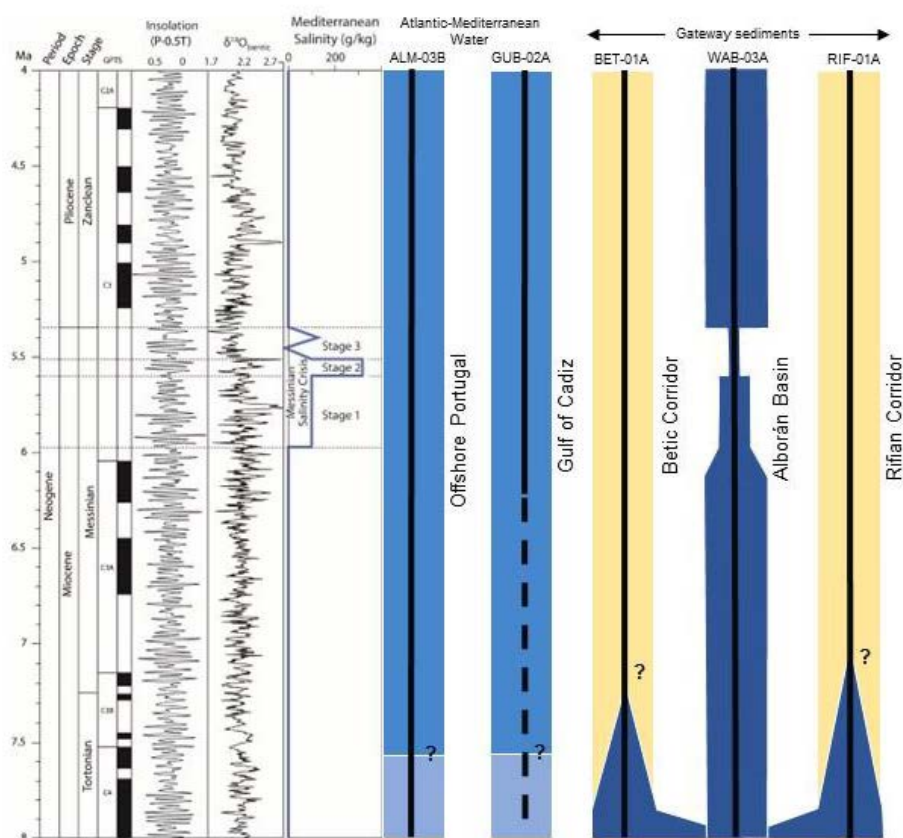 Insolation
(P-0.5T)
δ18Obentic
Mediterranean
Salinity (g/kg)
Atlantic-Mediterranean
Water
Gateway sediments
Ma
Period
Epoch
Stage
GPTS
0.5 0
1.7 2.2 2.7
0 200
ALM-03B
GUB-02A
BET-01A
WAB-03A
RIF-01A
4
4.5
5
5.5
6
6.5
7
7.5
8
Neogene
Pliocene
Miocene
Zanclean
Messinian
Tortonian
C2A
C3
C3A
C3B
C4
Messinian
Salinity Crisis
Stage 3
Stage 2
Stage 1
Offshore Portugal
Gulf of Cadiz
Betic Corridor
Alborán Basin
Rifian Corridor
?
?
?
?